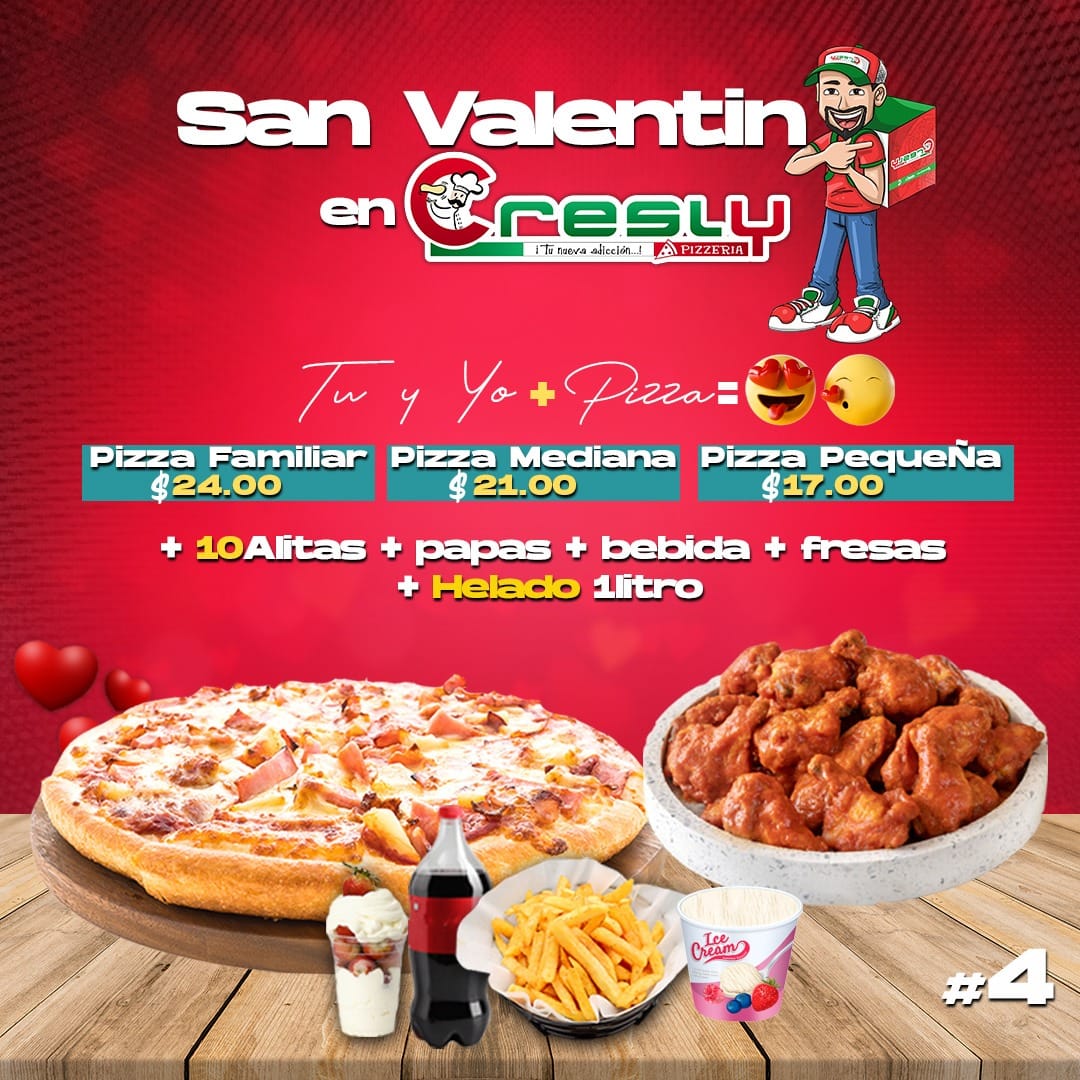 San Valentin
en Cresly
¡Tu nueva adicción...! PIZZERIA
Tu y Yo + Pizza =
Pizza Familiar
$24.00
Pizza Mediana
$21.00
Pizza PequeÑa
$17.00
+ 10Alitas + papas + bebida + fresas
+ Helado 1litro
Ice
Cream
#4